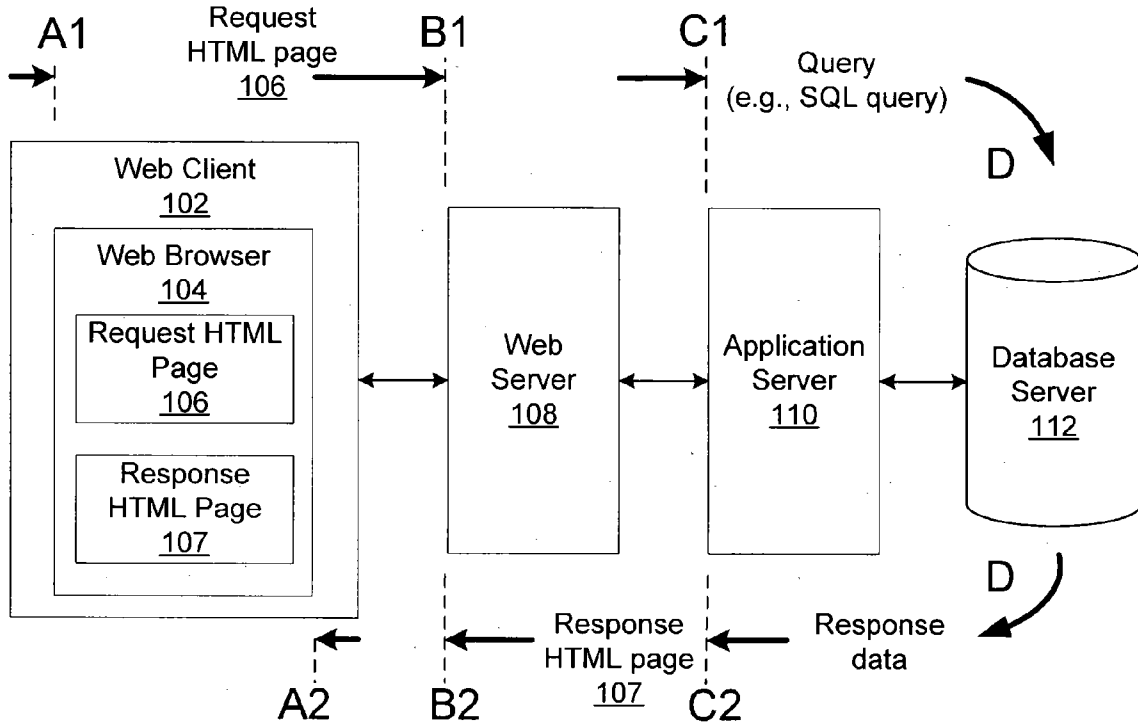 A1
Request
HTML page
106
B1
C1
Query
(e.g., SQL query)
D
Web Client
102
Web Browser
104
Request HTML
Page
106
Response
HTML Page
107
Web
Server
108
Application
Server
110
Database
Server
112
D
A2
B2
Response
HTML page
107
C2
Response
data